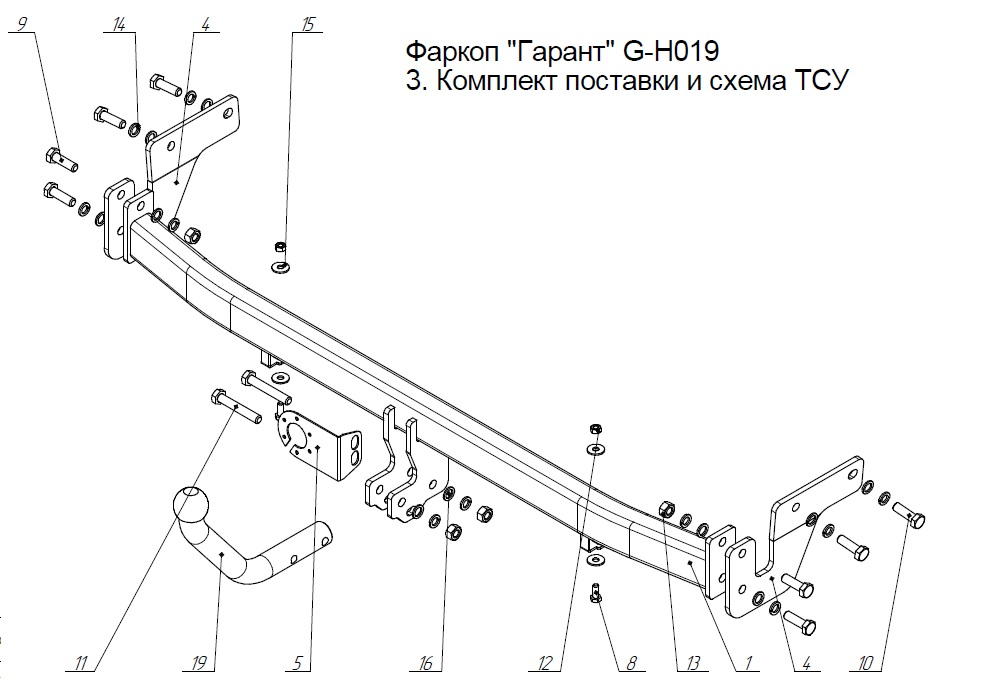 9 14 4 15
Фаркоп "Гарант" G-H019
3. Комплект поставки и схема ТСУ
11 19 5 16 12 8 13 1 4 10